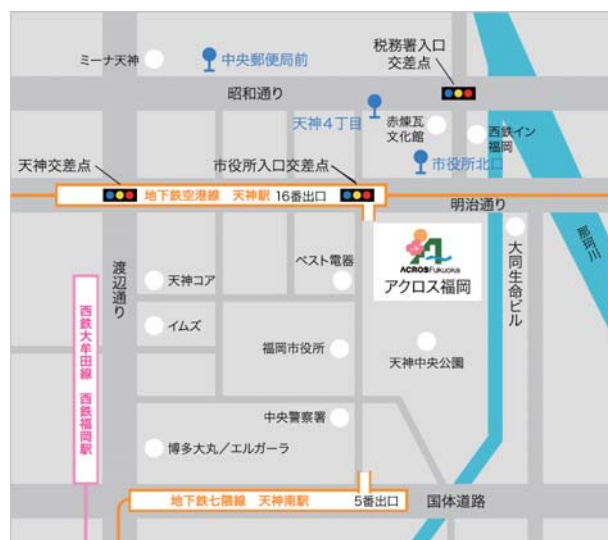 ミーナ天神
中央郵便局前
税務署入口
交差点
昭和通り
天神4丁目
赤煉瓦
文化館
西鉄イン
福岡
市役所北口
天神交差点
市役所入口交差点
地下鉄空港線 天神駅 16番出口
明治通り
那珂川
渡辺通り
天神コア
ベスト電器
ACROS Fukuoka
アクロス福岡
大同生命ビル
イムズ
福岡市役所
天神中央公園
西鉄大牟田線 西鉄福岡駅
中央警察署
博多大丸/エルガーラ
地下鉄七隈線 天神南駅 5番出口
国体道路